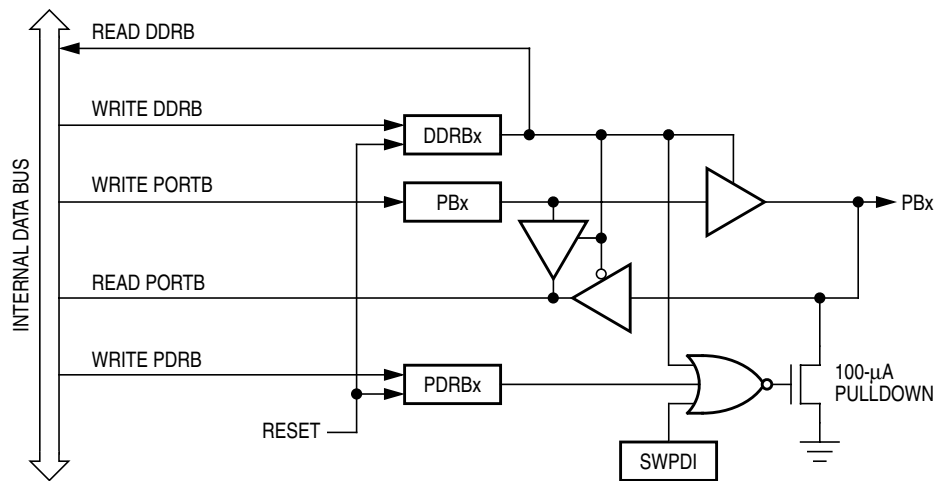 READ DDRB
WRITE DDRB
DDRBx
WRITE PORTB
PBx
PBx
INTERNAL DATA BUS
READ PORTB
WRITE PDRB
PDRBx
100-µA
PULLDOWN
RESET
SWPDI